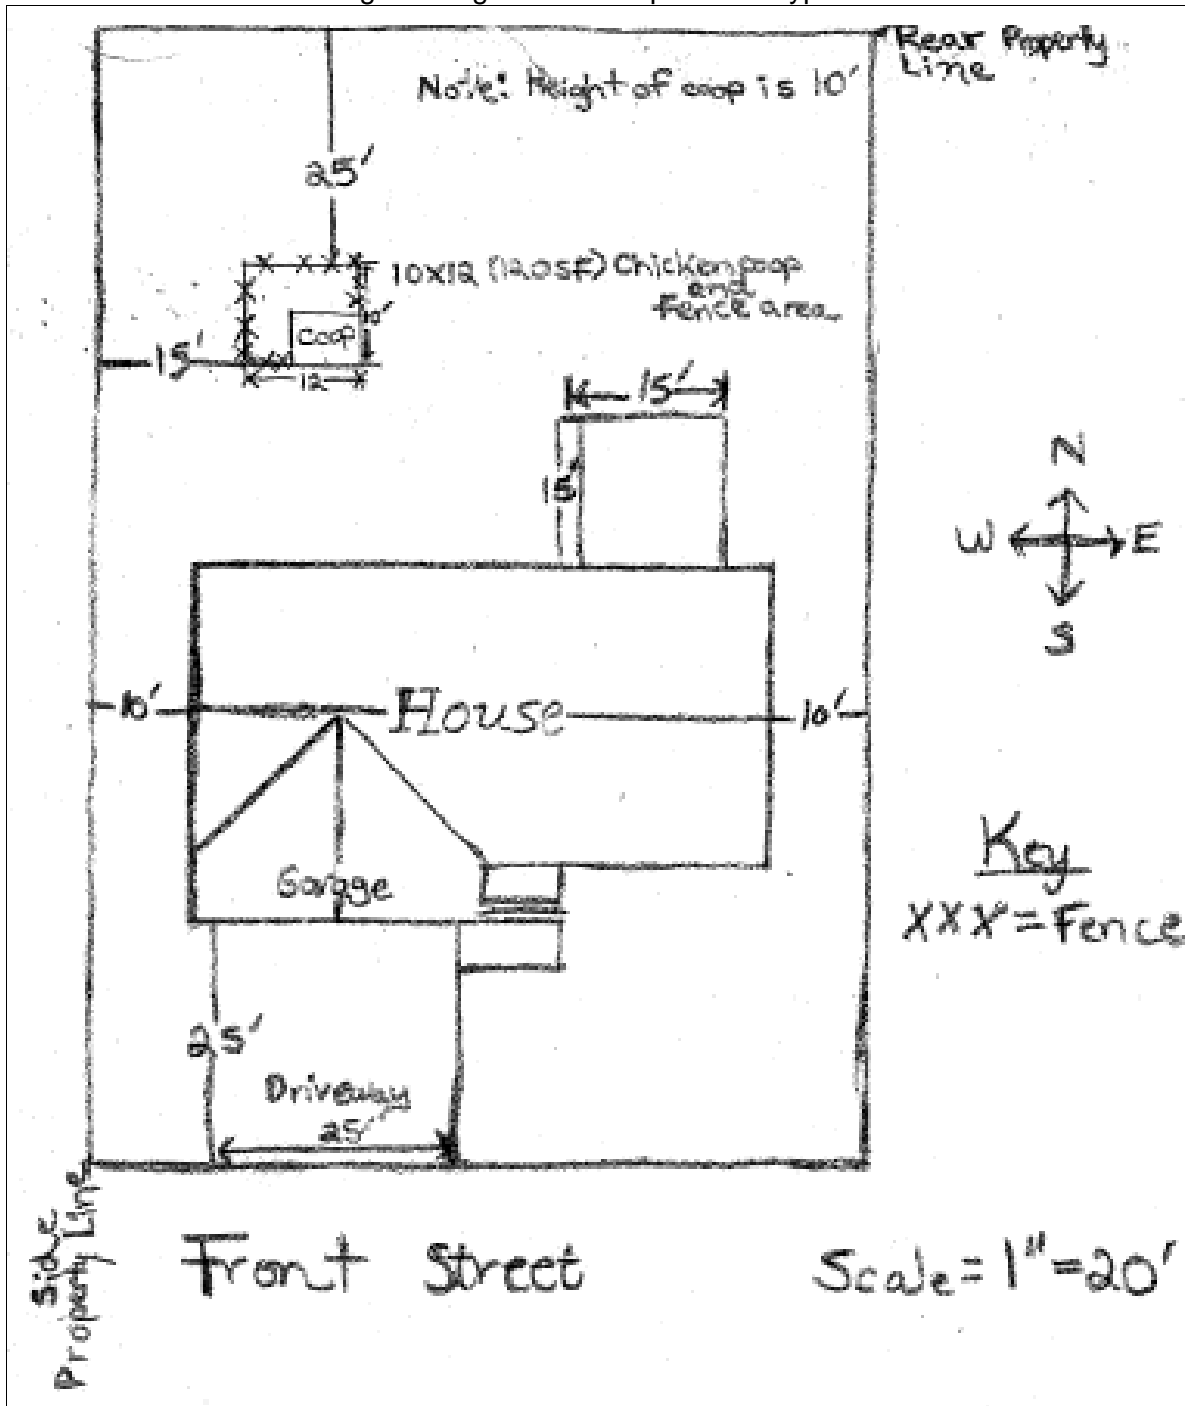 Rear Property
Line
Note: Height of coop is 10'
25'
10x12 (120SF) Chicken coop
and
Fence area
10'
Coop
15'
12
15'
15'
N
W E
S
10' House 10'
Key
Garage
XXX = Fence
25'
Driveway
25'
Side
Property Line
Front Street
Scale = 1" = 20'